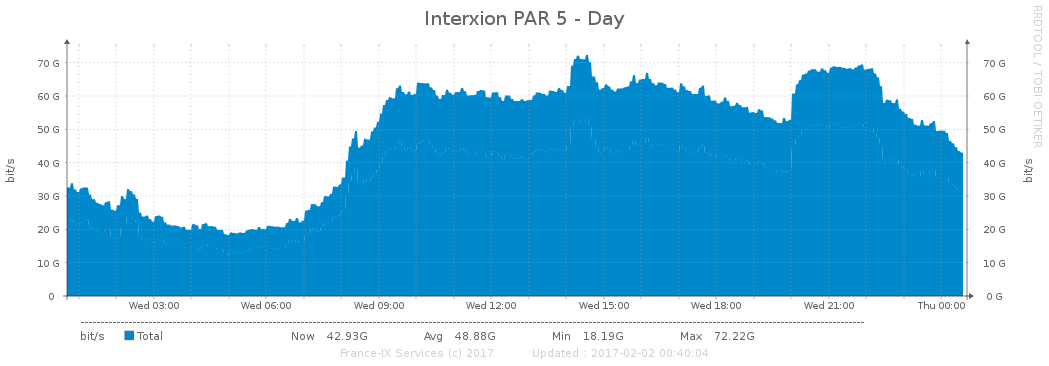 Interxion PAR 5 - Day
RRDTOOL / TOBI OETIKER
70 G 70 G
60 G 60 G
50 G 50 G
40 G 40 G
30 G 30 G
20 G 20 G
10 G 10 G
0 0 G
bit/s
bit/s
Wed 03:00 Wed 06:00 Wed 09:00 Wed 12:00 Wed 15:00 Wed 18:00 Wed 21:00 Thu 00:00
bit/s Total Now 42.93G Avg 48.88G Min 18.19G Max 72.22G
France-IX Services (c) 2017 Updated : 2017-02-02 00:40:04